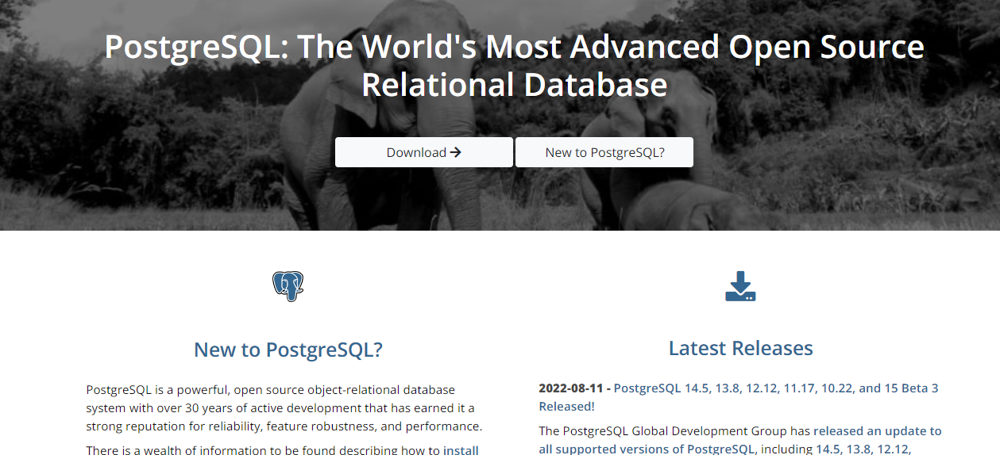 PostgreSQL: The World's Most Advanced Open Source
Relational Database
Download
New to PostgreSQL?
New to PostgreSQL?
PostgreSQL is a powerful, open source object-relational database
system with over 30 years of active development that has earned it a
strong reputation for reliability, feature robustness, and performance.
There is a wealth of information to be found describing how to install
Latest Releases
2022-08-11 - PostgreSQL 14.5, 13.8, 12.12, 11.17, 10.22, and 15 Beta 3
Released!
The PostgreSQL Global Development Group has released an update to
all supported versions of PostgreSQL, including 14.5, 13.8, 12.12,